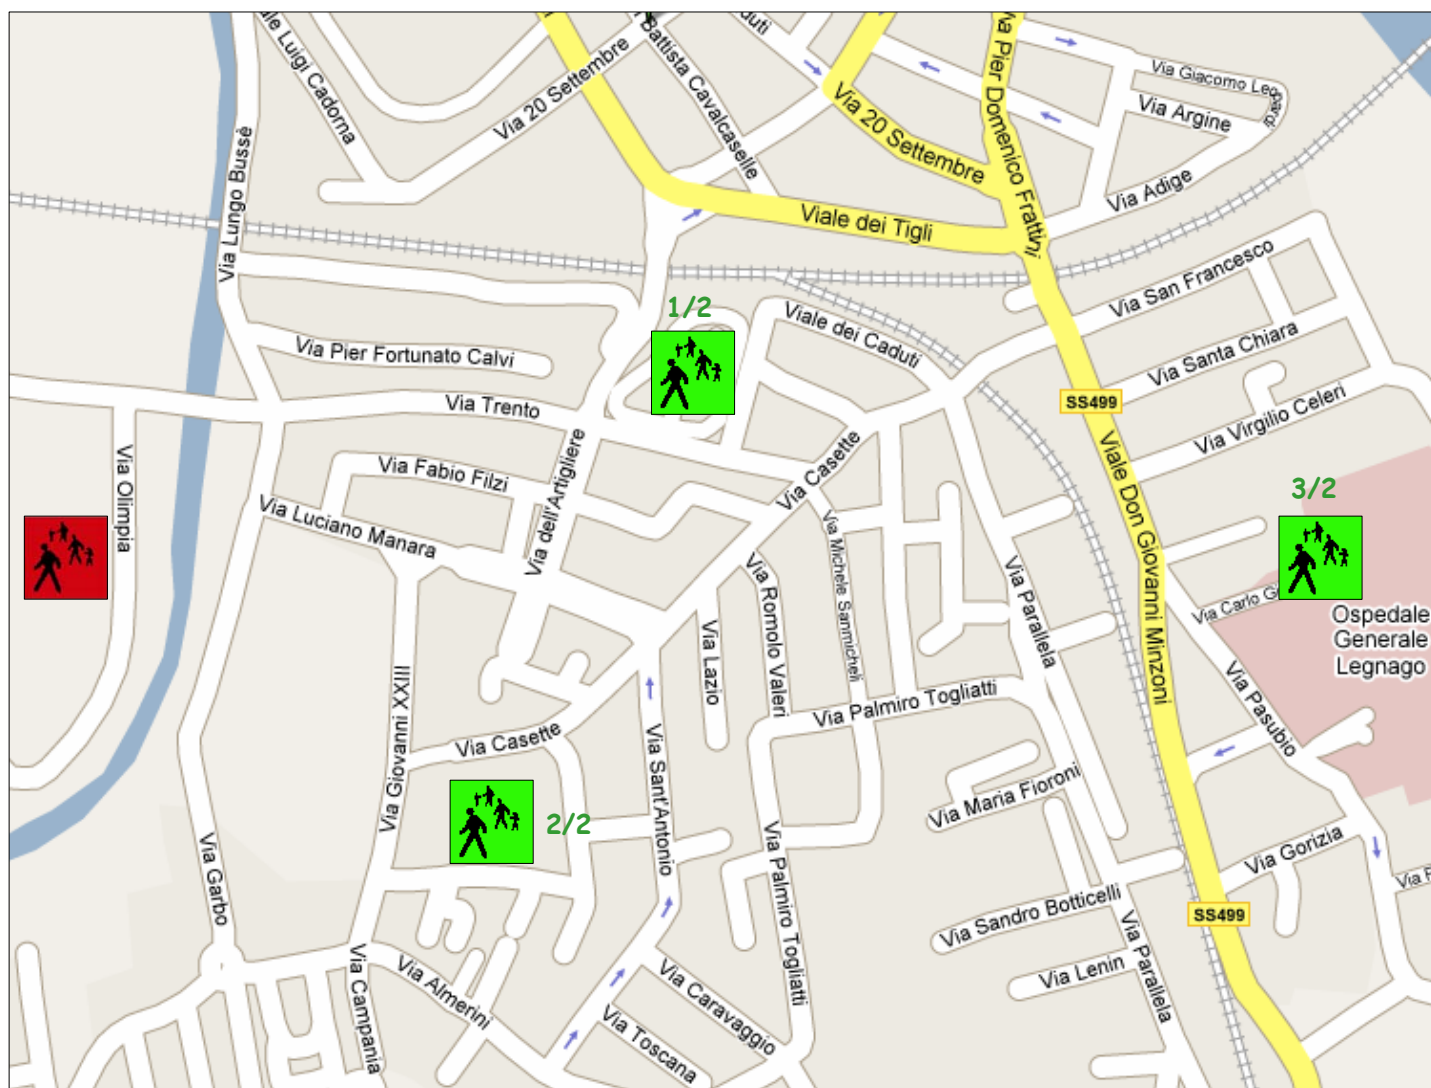 Viale Luigi Cadorna
Battista Cavalcaselle
Via Pier Domenico Frattini
Via Giacomo Leopardi
Via 20 Settembre
Via 20 Settembre
Via Argine
Via Lungo Bussè
Via Adige
Viale dei Tigli
Via San Francesco
1/2
Viale dei Caduti
Via Pier Fortunato Calvi
Via Santa Chiara
SS499
Via Trento
Via Virgilio Celeri
Via Olimpia
Via Fabio Filzi
Via dell'Artigliere
Via Casette
Viale Don Giovanni Minzoni
3/2
Via Luciano Manara
Via Michele Sanmicheli
Via Romolo Valeri
Via Parallela
Via Carlo
Ospedale
Generale
Legnago
Via Lazio
Via Giovanni XXIII
Via Palmiro Togliatti
Via Pasubio
Via Casette
Via Sant'Antonio
Via Maria Fioroni
2/2
Via Garbo
Via Palmiro Togliatti
Via Gorizia
Via
Via Sandro Botticelli
SS499
Via Campania
Via Almerini
Via Caravaggio
Via Lenin
Via Parallela
Via Toscana